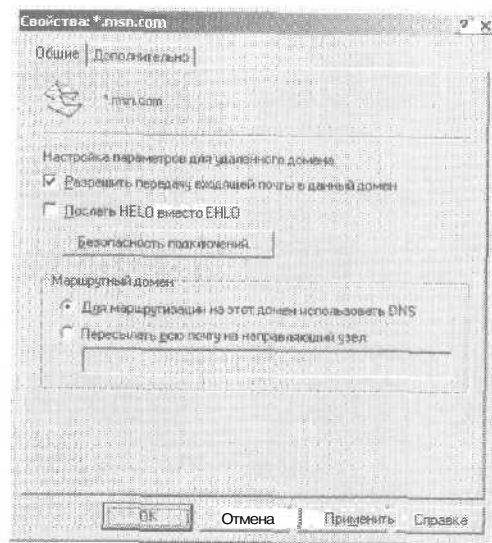 Свойства: *.msn.com
Общие Дополнительно
*.msn.com
Настройка параметров для удаленного домена
Разрешить передачу входящей почты в данный домен
Послать HELO вместо EHLO
Безопасность подключений...
Маршрутный домен
Для маршрутизации на этот домен использовать DNS
Пересылать всю почту на направляющий узел:
OK Отмена Применить Справка